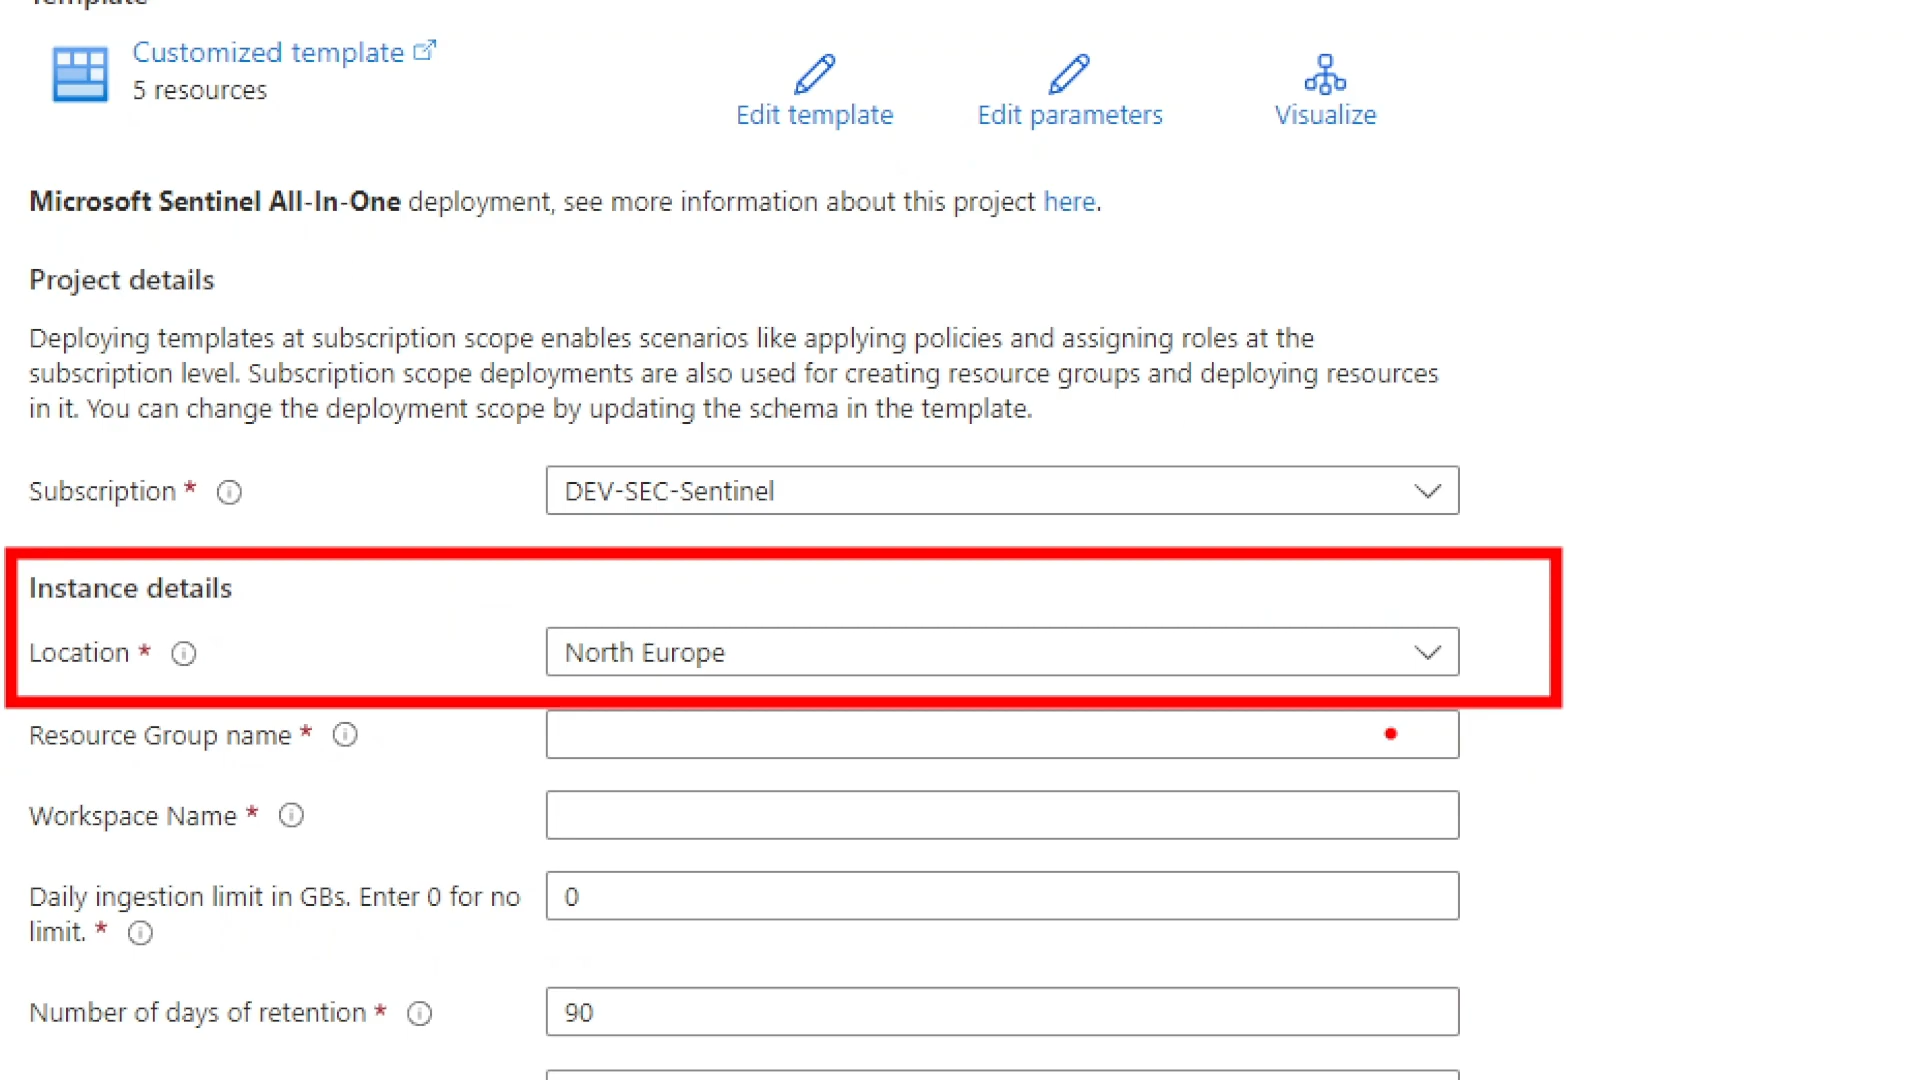 Template
Customized template
5 resources
Edit template
Edit parameters
Visualize
Microsoft Sentinel All-In-One deployment, see more information about this project here.
Project details
Deploying templates at subscription scope enables scenarios like applying policies and assigning roles at the
subscription level. Subscription scope deployments are also used for creating resource groups and deploying resources
in it. You can change the deployment scope by updating the schema in the template.
Subscription *
DEV-SEC-Sentinel
Instance details
Location *
North Europe
Resource Group name *
Workspace Name *
Daily ingestion limit in GBs. Enter 0 for no
limit. *
0
Number of days of retention *
90